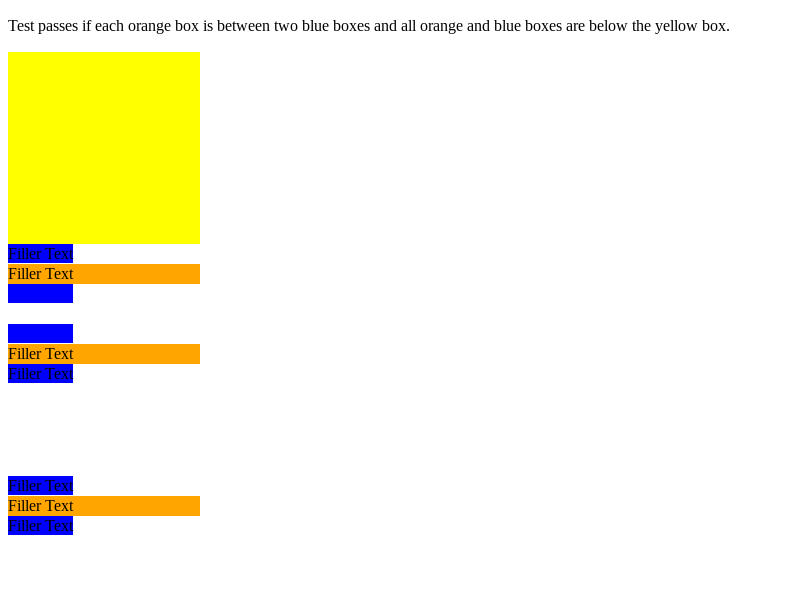 Test passes if each orange box is between two blue boxes and all orange and blue boxes are below the yellow box.
Filler Text
Filler Text
Filler Text
Filler Text
Filler Text
Filler Text
Filler Text